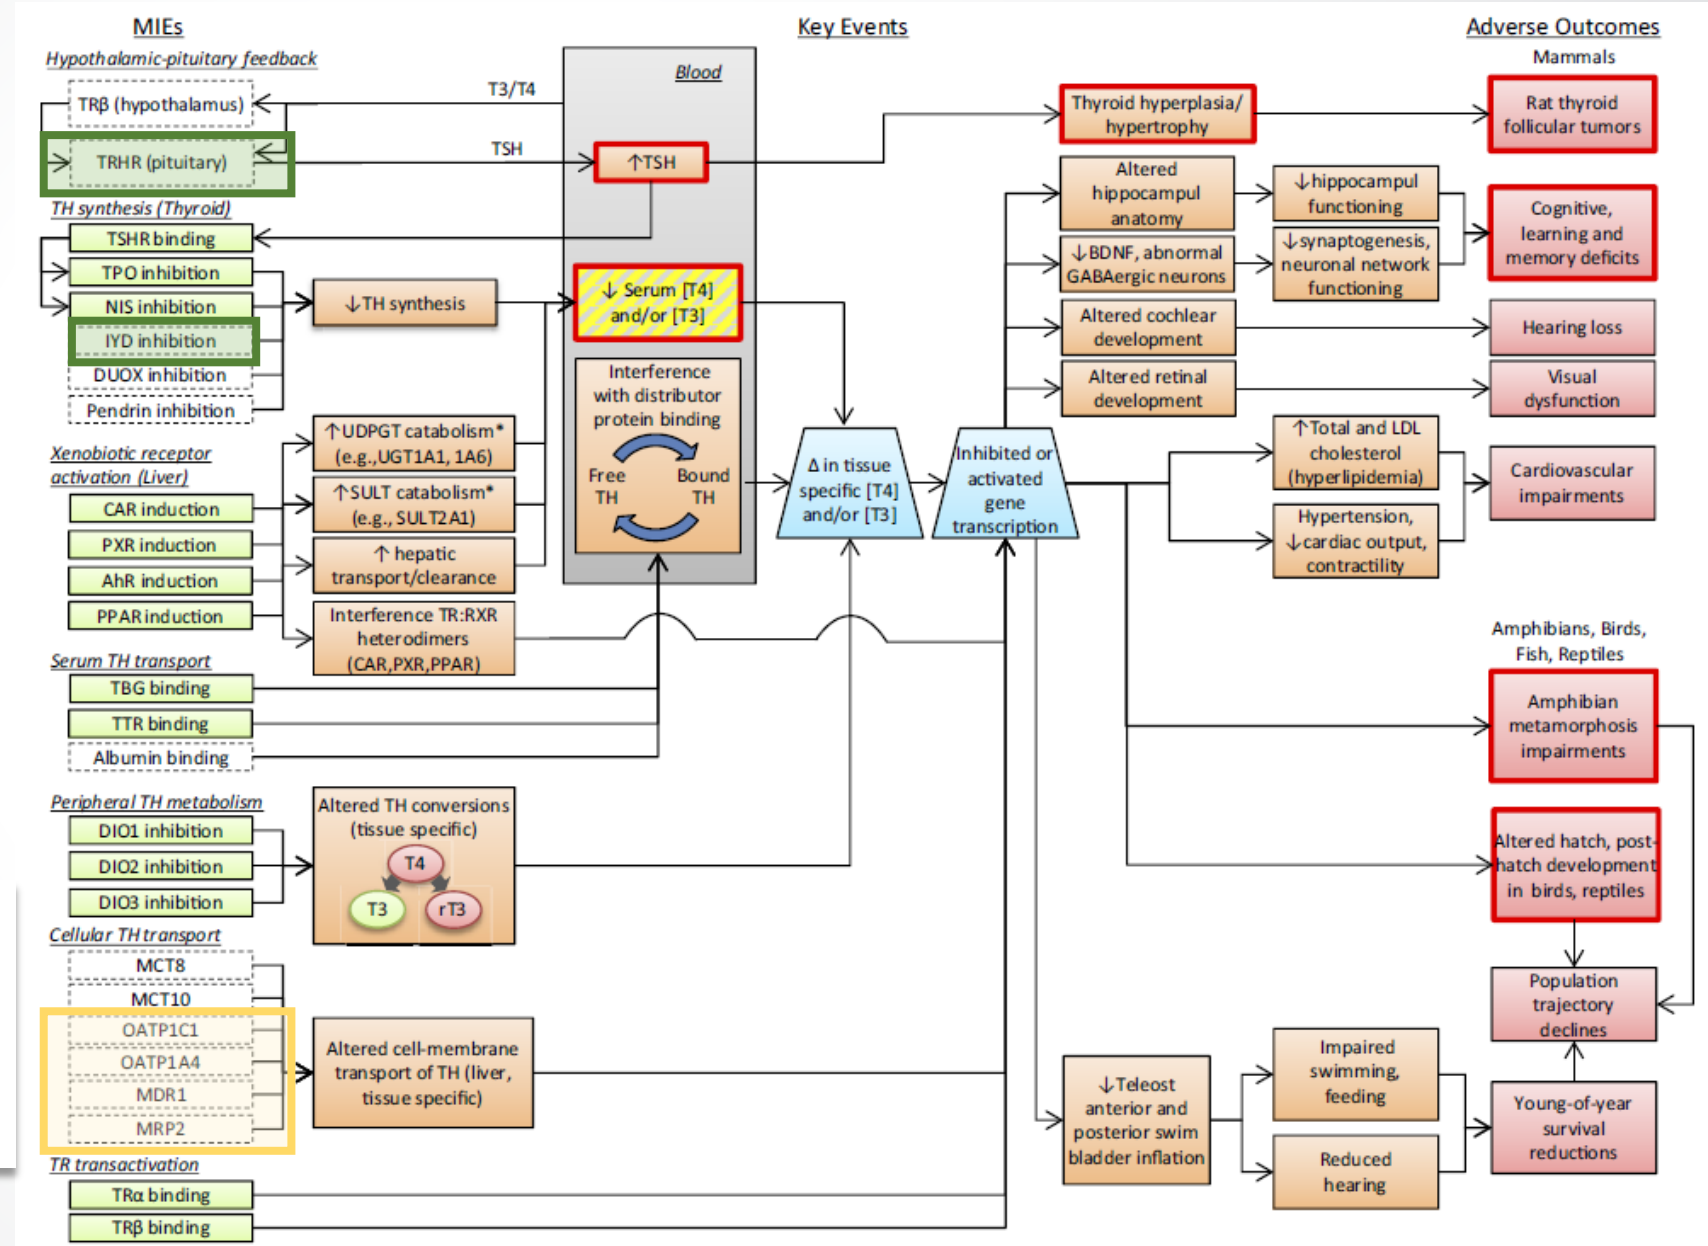 MIEs
Key Events
Adverse Outcomes
Hypothalamic-pituitary feedback
TRβ (hypothalamus)
TRHR (pituitary)
T3/T4
TSH
TH synthesis (Thyroid)
TSHR binding
TPO inhibition
NIS inhibition
IYD inhibition
DUOX inhibition
Pendrin inhibition
↓TH synthesis
Xenobiotic receptor
activation (Liver)
CAR induction
PXR induction
AhR induction
PPAR induction
↑UDPGT catabolism*
(e.g.,UGT1A1, 1A6)
↑SULT catabolism*
(e.g., SULT2A1)
↑ hepatic
transport/clearance
Interference TR:RXR
heterodimers
(CAR,PXR,PPAR)
Serum TH transport
TBG binding
TTR binding
Albumin binding
Peripheral TH metabolism
DIO1 inhibition
DIO2 inhibition
DIO3 inhibition
Altered TH conversions
(tissue specific)
T4
T3
rT3
Cellular TH transport
MCT8
MCT10
OATP1C1
OATP1A4
MDR1
MRP2
Altered cell-membrane
transport of TH (liver,
tissue specific)
TR transactivation
TRα binding
TRβ binding
Blood
↑TSH
↓ Serum [T4]
and/or [T3]
Interference
with distributor
protein binding
Free
TH
Bound
TH
Δ in tissue
specific [T4]
and/or [T3]
Inhibited or
activated
gene
transcription
Thyroid hyperplasia/
hypertrophy
Altered
hippocampul
anatomy
↓hippocampul
functioning
↓BDNF, abnormal
GABAergic neurons
↓synaptogenesis,
neuronal network
functioning
Altered cochlear
development
Altered retinal
development
↑Total and LDL
cholesterol
(hyperlipidemia)
Hypertension,
↓cardiac output,
contractility
↓Teleost
anterior and
posterior swim
bladder inflation
Impaired
swimming,
feeding
Reduced
hearing
Mammals
Rat thyroid
follicular tumors
Cognitive,
learning and
memory deficits
Hearing loss
Visual
dysfunction
Cardiovascular
impairments
Amphibians, Birds,
Fish, Reptiles
Amphibian
metamorphosis
impairments
Altered hatch, post-
hatch development
in birds, reptiles
Population
trajectory
declines
Young-of-year
survival
reductions